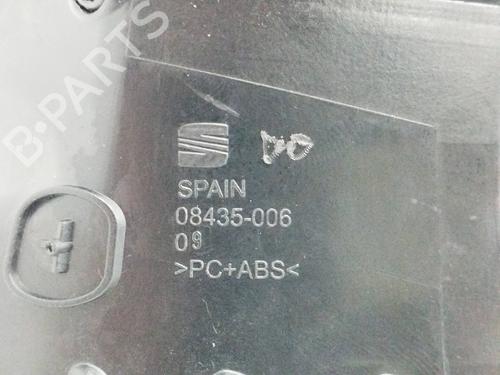 B-PARTS
SPAIN
08435-006
09
>PC+ABS<